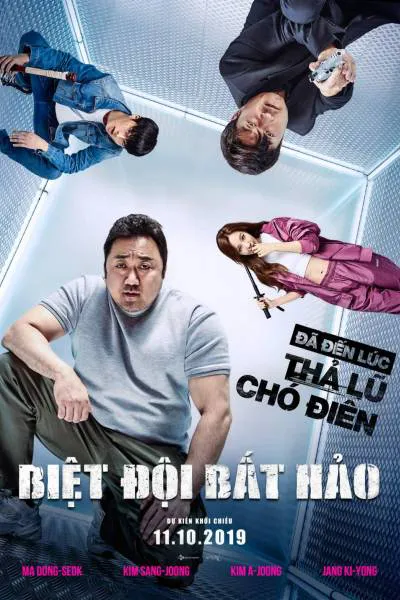 ĐÃ ĐẾN LÚC
THẢ LŨ
CHÓ ĐIÊN
BIỆT ĐỘI BẤT HẢO
DỰ KIẾN KHỞI CHIẾU
11.10.2019
MA DONG-SEOK KIM SANG-JOONG KIM A-JOONG JANG KI-YONG